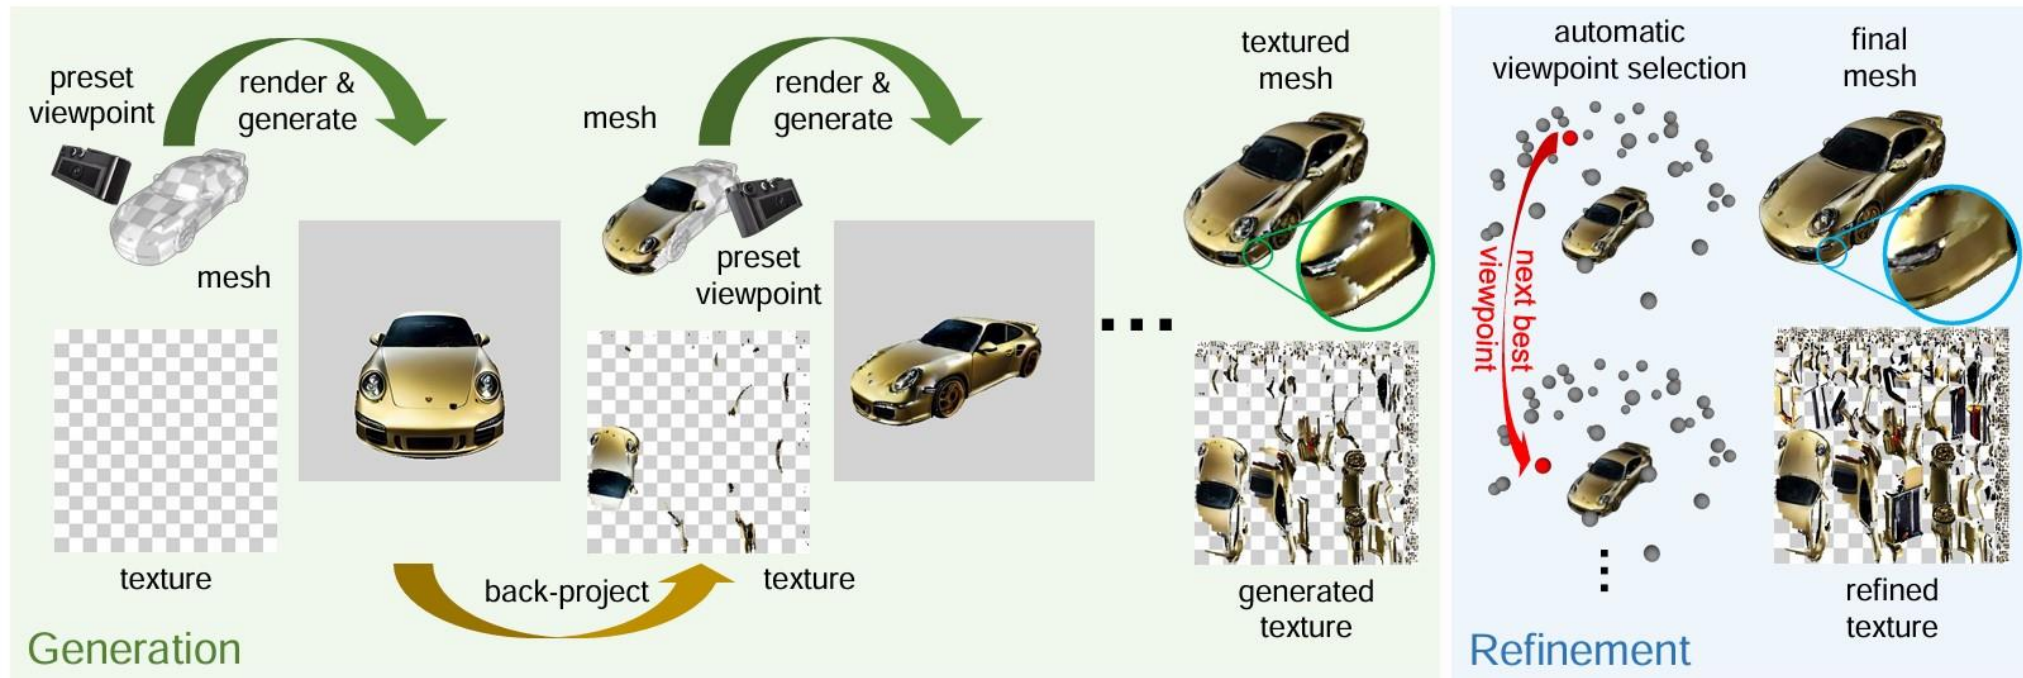 preset
viewpoint
render &
generate
mesh
texture
back-project
mesh
render &
generate
preset
viewpoint
texture
...
textured
mesh
generated
texture
Generation
automatic
viewpoint selection
next best
viewpoint
...
final
mesh
refined
texture
Refinement